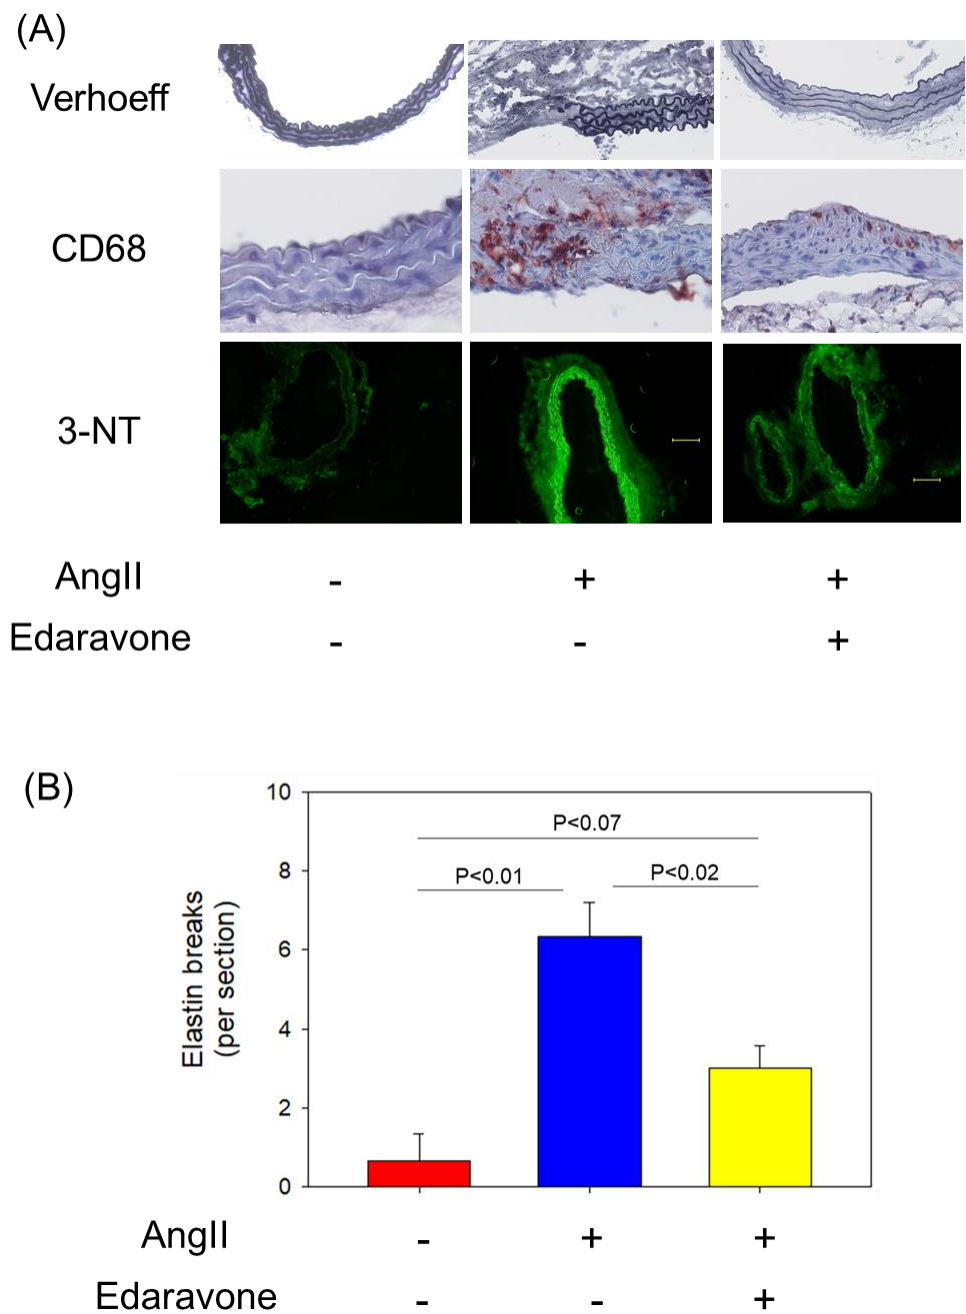 (A)
Verhoeff
CD68
3-NT
AngII - + +
Edaravone - - +
(B)
10
P<0.07
8
P<0.01 P<0.02
6
4
2
0
Elastin breaks
(per section)
AngII - + +
Edaravone - - +